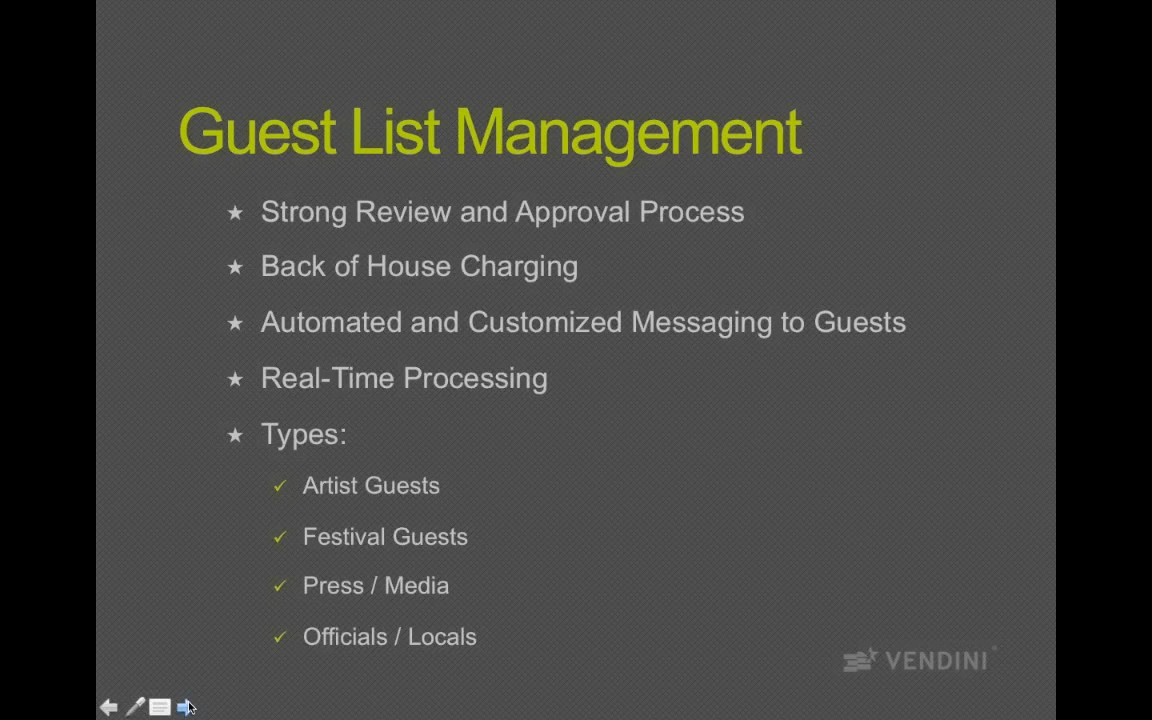 Guest List Management
Strong Review and Approval Process
Back of House Charging
Automated and Customized Messaging to Guests
Real-Time Processing
Types:
Artist Guests
Festival Guests
Press / Media
Officials / Locals
VENDINI